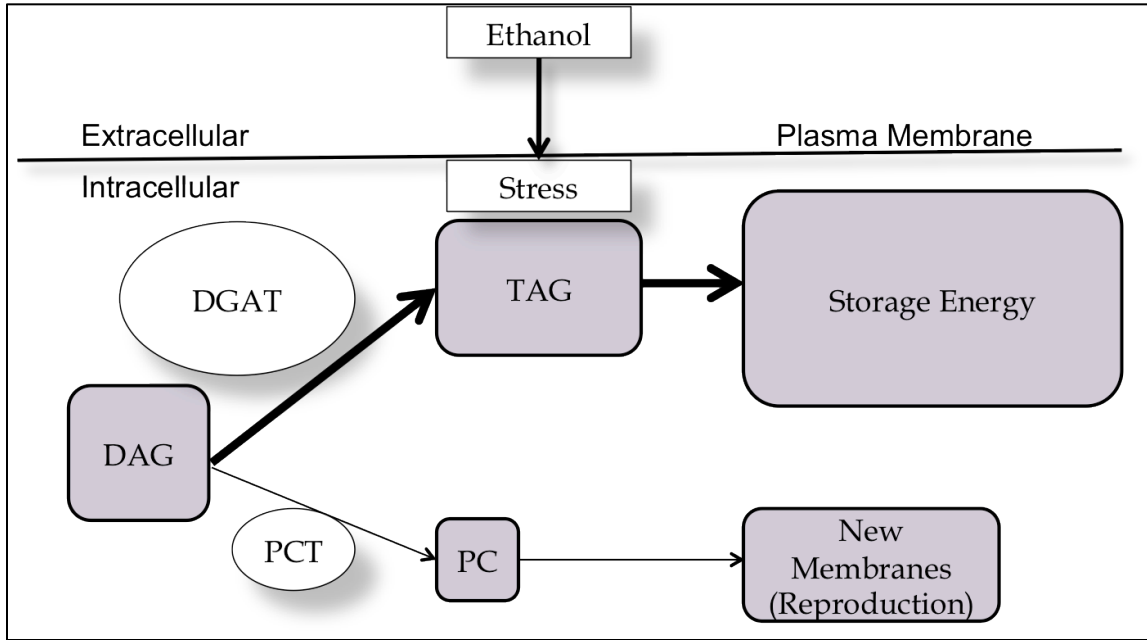 Ethanol
Extracellular
Plasma Membrane
Intracellular
Stress
DGAT
TAG
Storage Energy
DAG
PCT
PC
New
Membranes
(Reproduction)